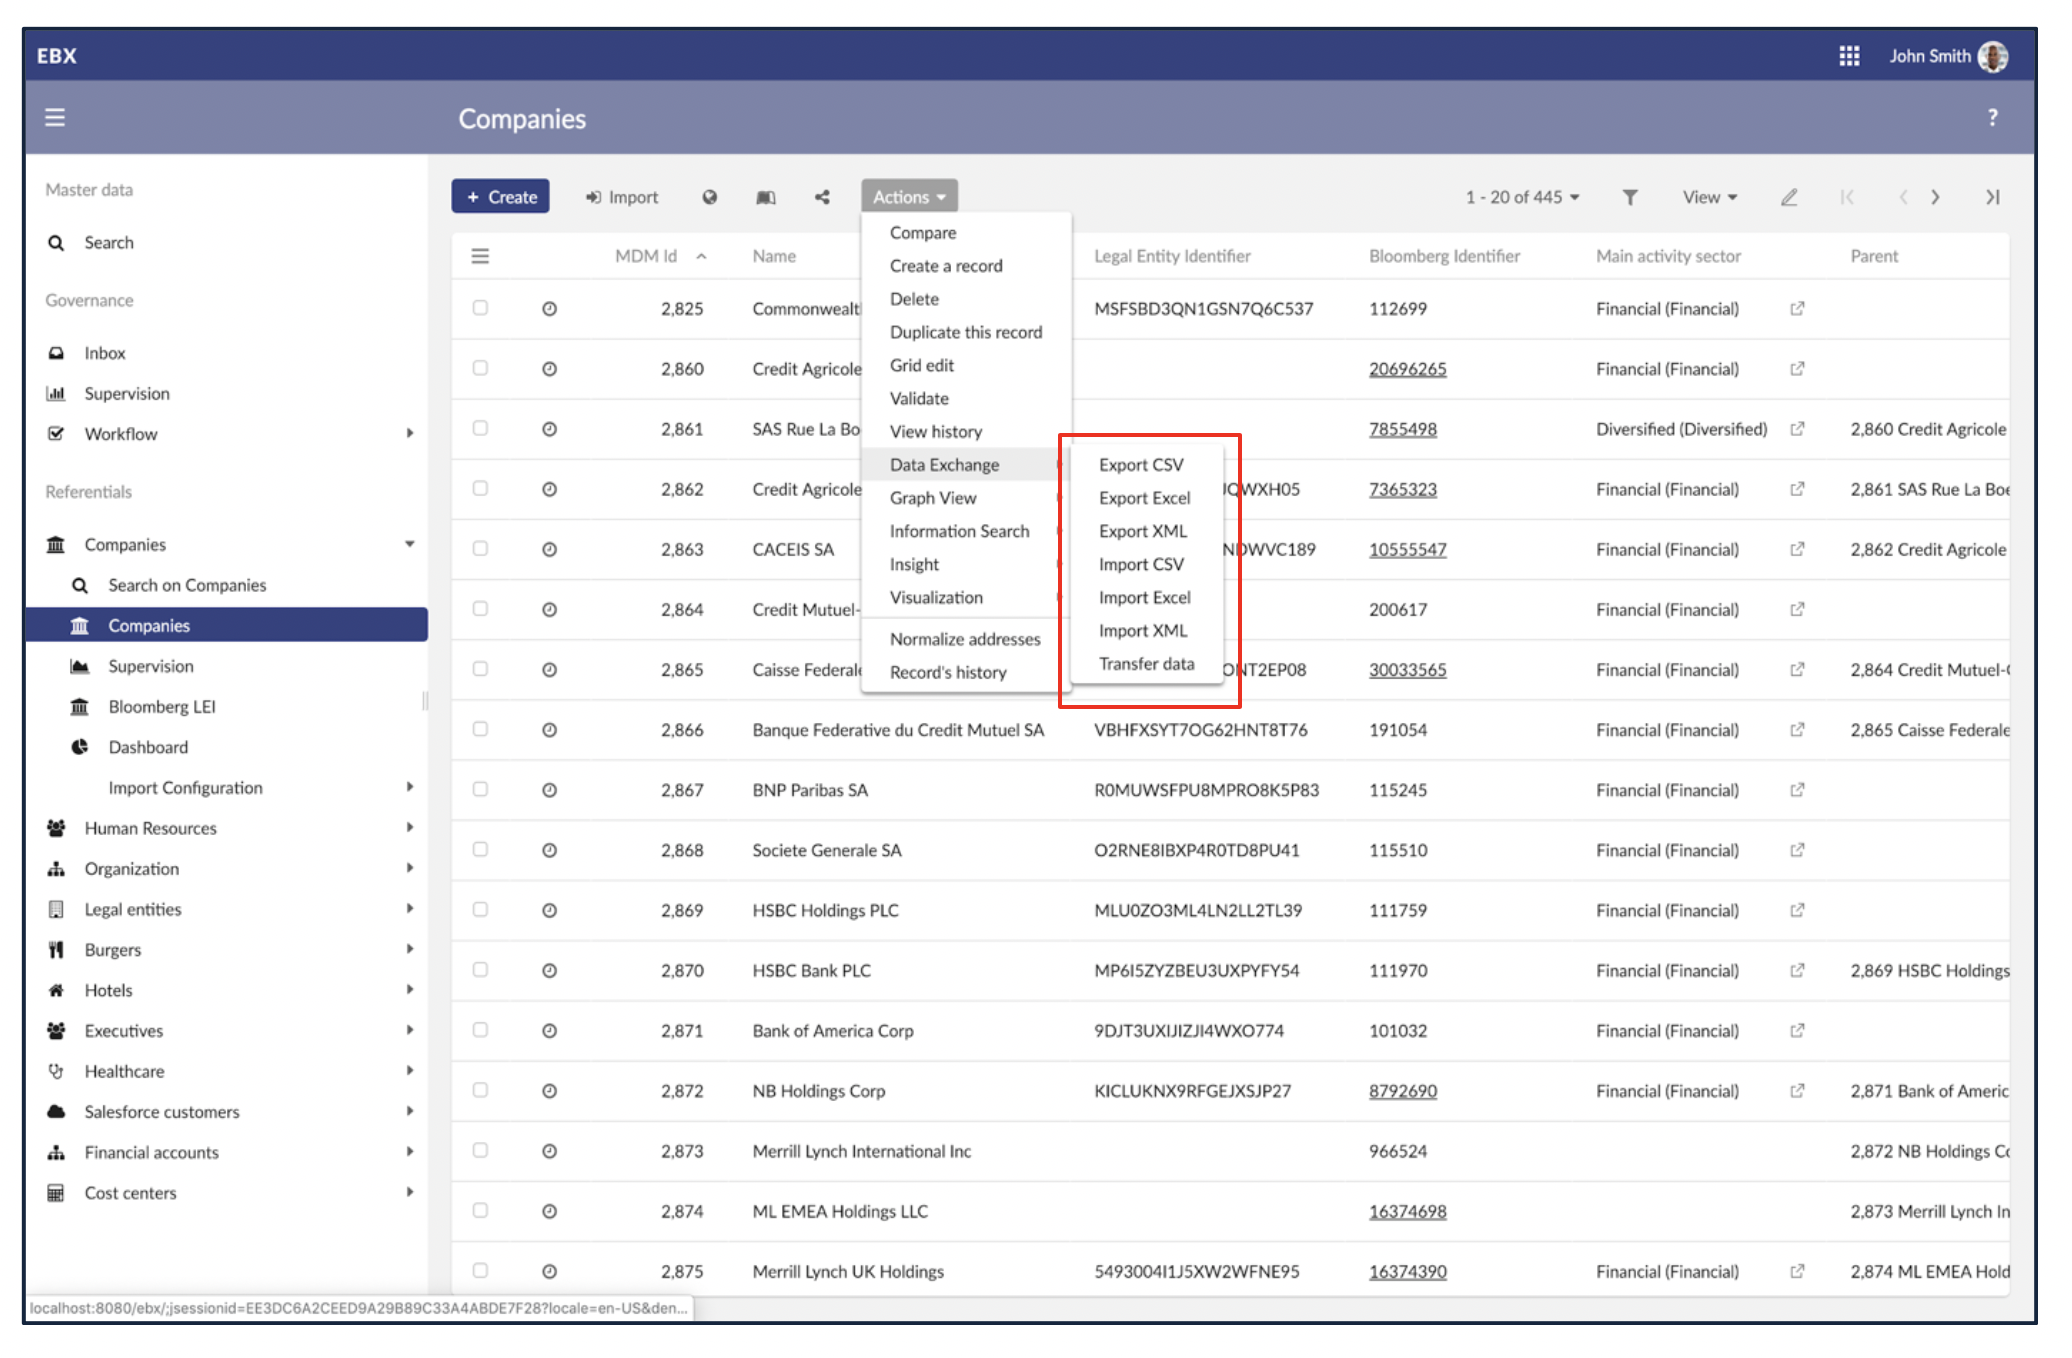 EBX
John Smith
Companies
?
Master data
Search
Governance
Inbox
Supervision
Workflow
Referentials
Companies
Search on Companies
Companies
Supervision
Bloomberg LEI
Dashboard
Import Configuration
Human Resources
Organization
Legal entities
Burgers
Hotels
Executives
Healthcare
Salesforce customers
Financial accounts
Cost centers
+ Create
Import
Actions
1 - 20 of 445
View
Compare
Create a record
Delete
Duplicate this record
Grid edit
Validate
View history
Data Exchange
Graph View
Information Search
Insight
Visualization
Normalize addresses
Record's history
Export CSV
Export Excel
Export XML
Import CSV
Import Excel
Import XML
Transfer data
MDM Id Name Legal Entity Identifier Bloomberg Identifier Main activity sector Parent
2,825 Commonwealt MSFSBD3QN1GSN7Q6C537 112699 Financial (Financial)
2,860 Credit Agricole 20696265 Financial (Financial)
2,861 SAS Rue La Bo 7855498 Diversified (Diversified) 2,860 Credit Agricole
2,862 Credit Agricole QWXH05 7365323 Financial (Financial) 2,861 SAS Rue La Boe
2,863 CACEIS SA NDWVC189 10555547 Financial (Financial) 2,862 Credit Agricole
2,864 Credit Mutuel- 200617 Financial (Financial)
2,865 Caisse Federale ONT2EP08 30033565 Financial (Financial) 2,864 Credit Mutuel-
2,866 Banque Federative du Credit Mutuel SA VBHFXSYT7OG62HNT8T76 191054 Financial (Financial) 2,865 Caisse Federale
2,867 BNP Paribas SA R0MUWSFPU8MPRO8K5P83 115245 Financial (Financial)
2,868 Societe Generale SA O2RNE8IBXP4R0TD8PU41 115510 Financial (Financial)
2,869 HSBC Holdings PLC MLU0ZO3ML4LN2LL2TL39 111759 Financial (Financial)
2,870 HSBC Bank PLC MP6I5ZYZBEU3UXPYFY54 111970 Financial (Financial) 2,869 HSBC Holdings
2,871 Bank of America Corp 9DJT3UXIJIZJI4WXO774 101032 Financial (Financial)
2,872 NB Holdings Corp KICLUKNX9RFGEJXSJP27 8792690 Financial (Financial) 2,871 Bank of Americ
2,873 Merrill Lynch International Inc 966524 2,872 NB Holdings Co
2,874 ML EMEA Holdings LLC 16374698 2,873 Merrill Lynch In
2,875 Merrill Lynch UK Holdings 5493004I1J5XW2WFNE95 16374390 Financial (Financial) 2,874 ML EMEA Hold
localhost:8080/ebx/;jsessionid=EE3DC6A2CEED9A29B89C33A4ABDE7F28?locale=en-US&den...